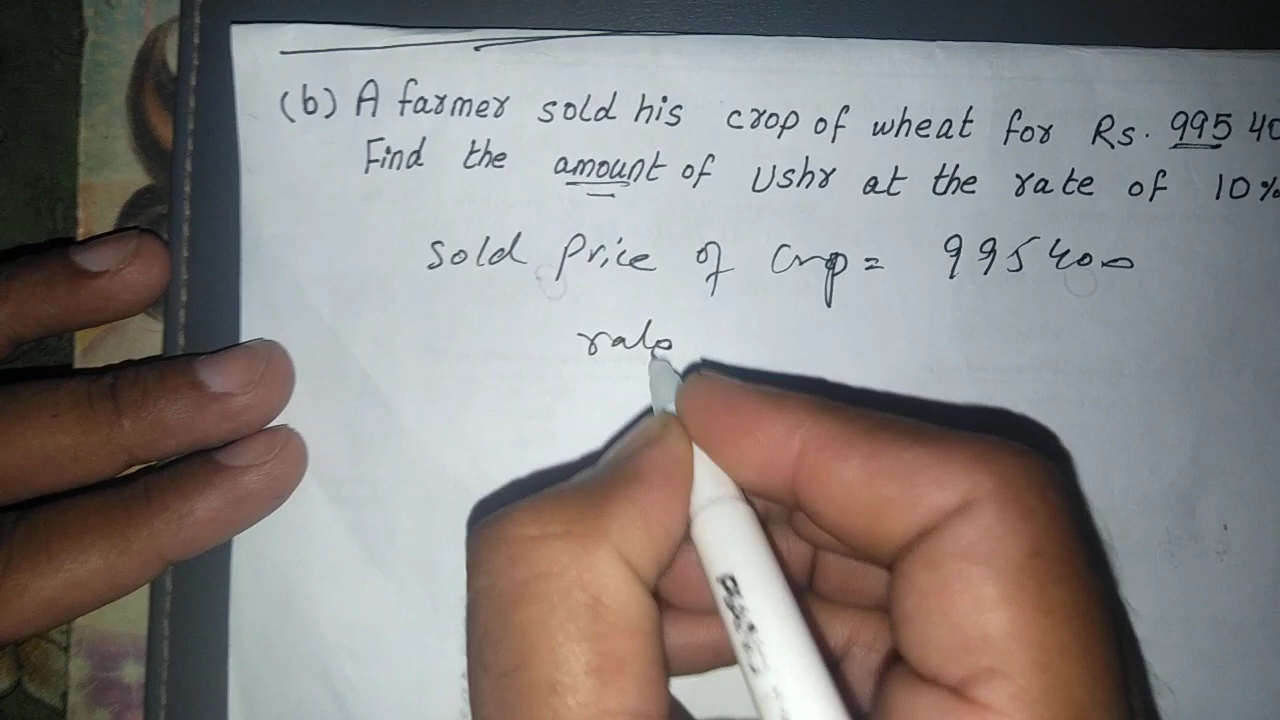 (b) A farmer sold his crop of wheat for Rs. 995 40
Find the amount of Ushr at the rate of 10%
Sold Price of Crop = 995400
rate